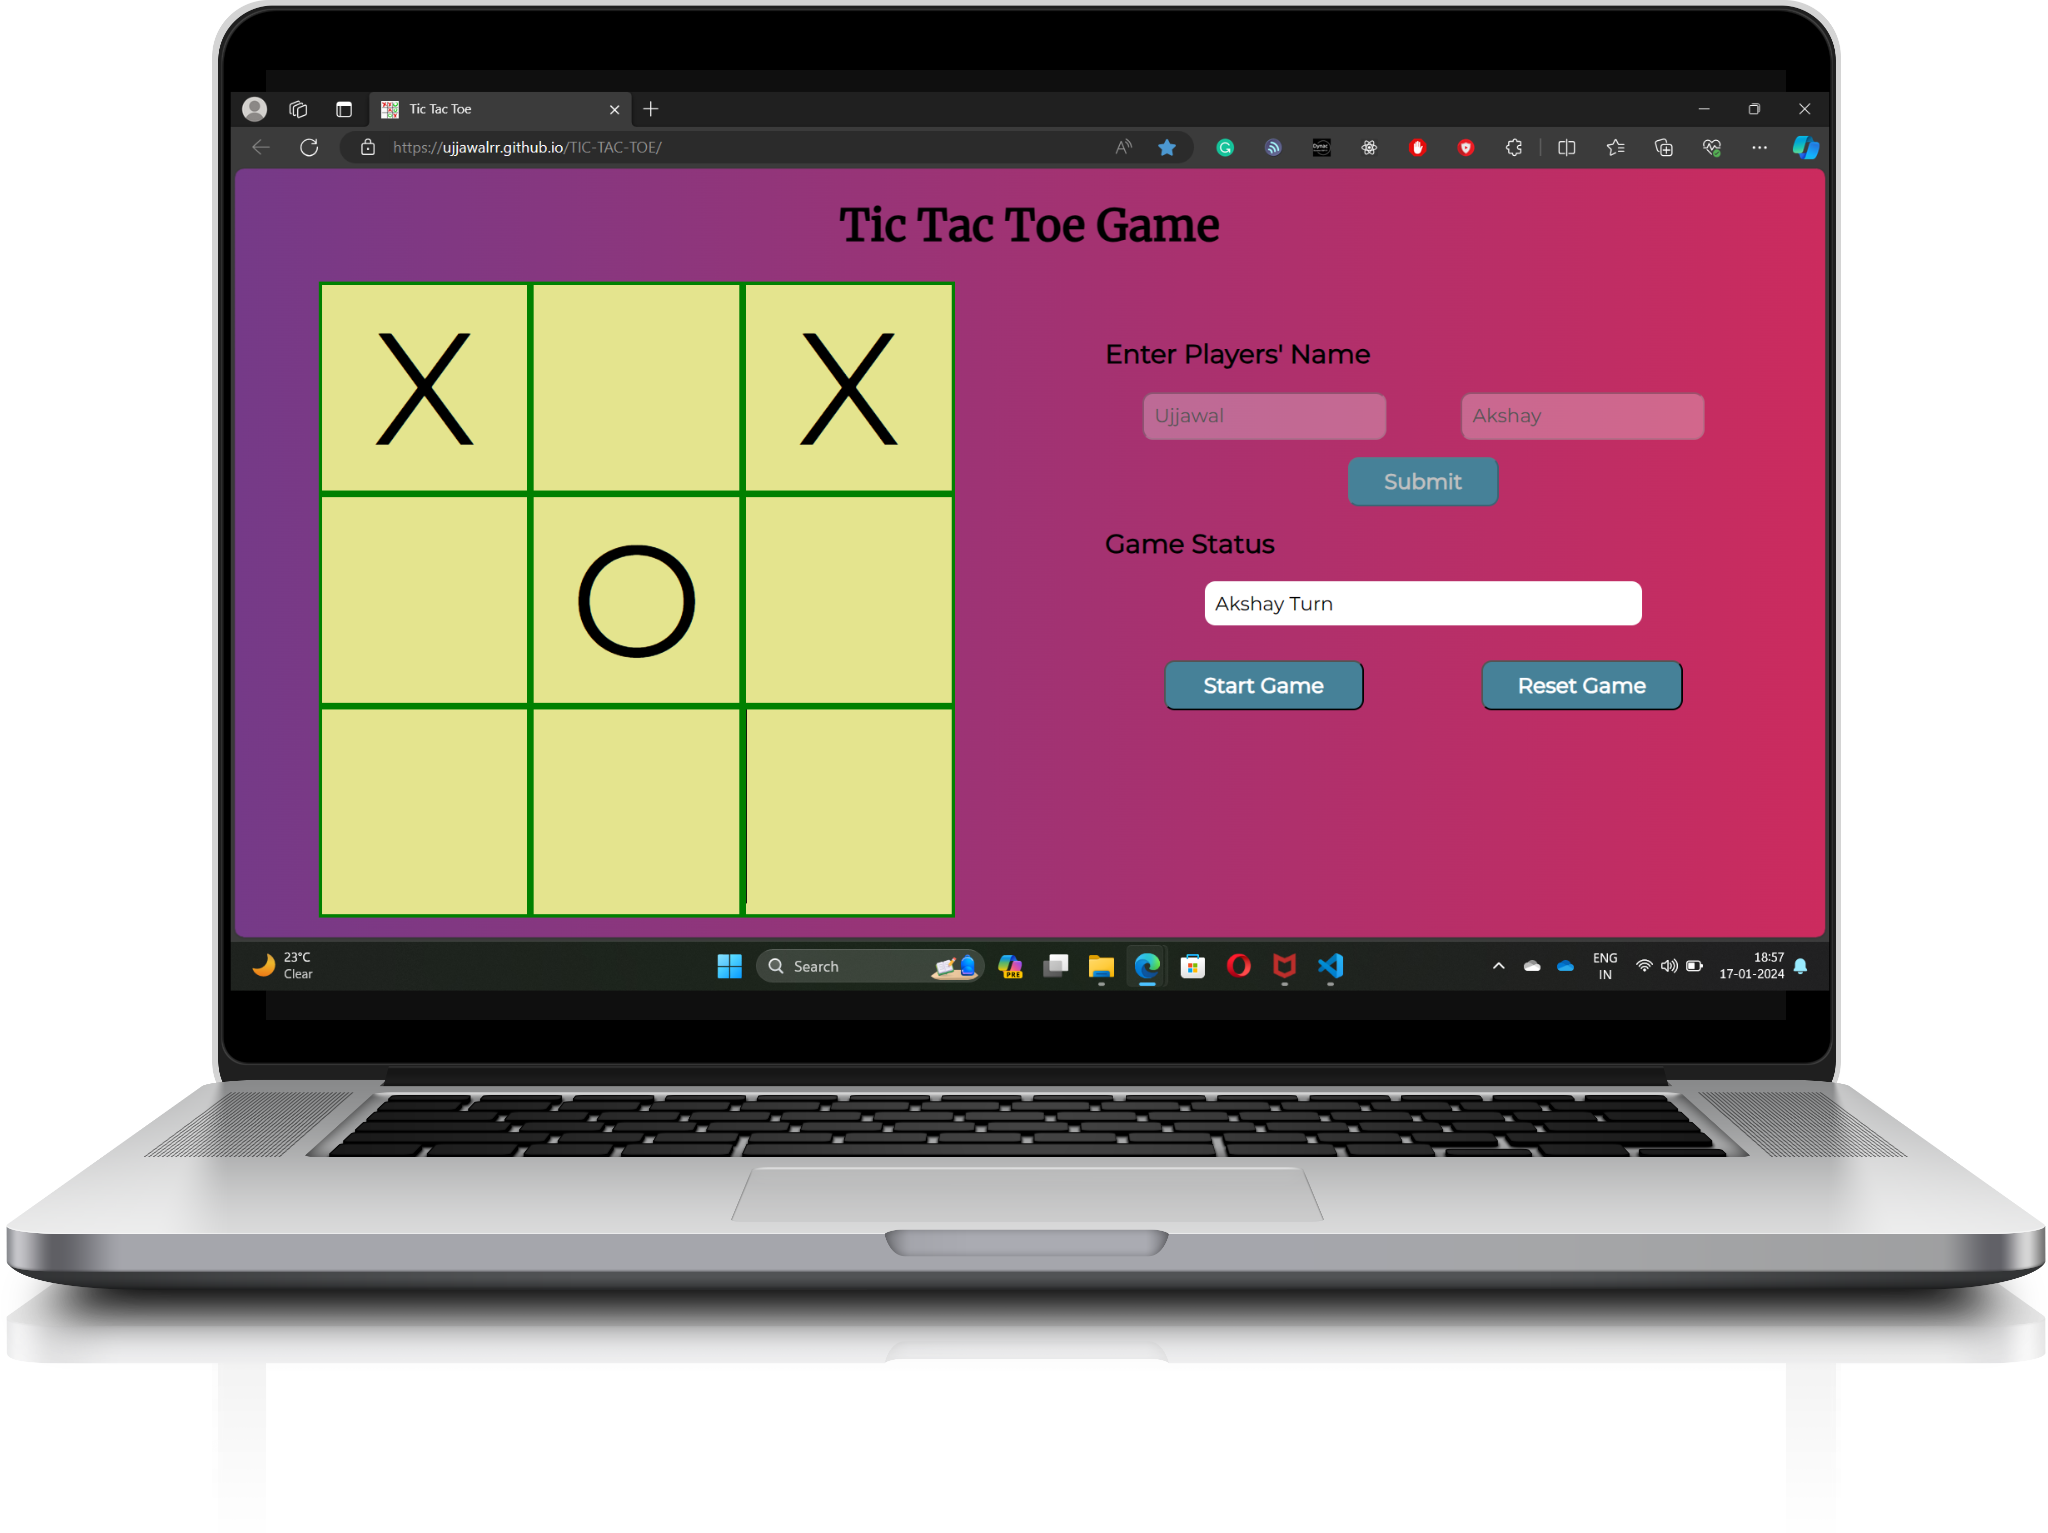 Tic Tac Toe
https://ujjawalrr.github.io/TIC-TAC-TOE/
Tic Tac Toe Game
X X
O
Enter Players' Name
Ujjawal Akshay
Submit
Game Status
Akshay Turn
Start Game Reset Game
23°C
Clear
Search
PRE
ENG
IN
18:57
17-01-2024